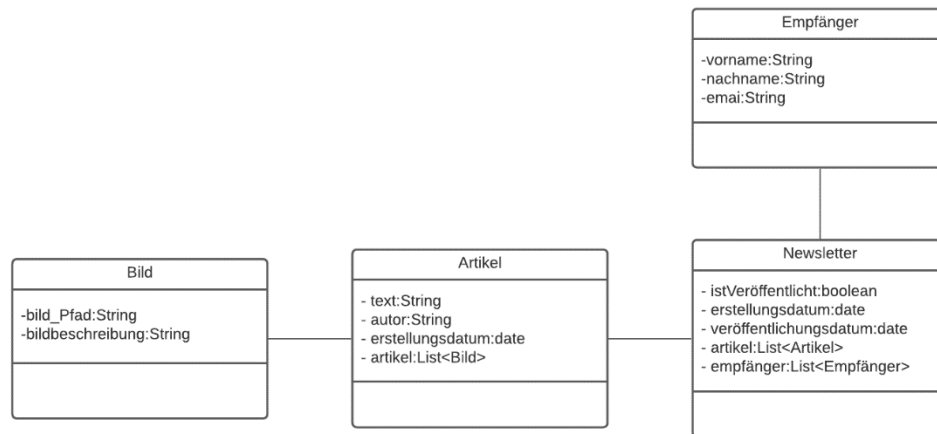 Empfänger
-vorname:String
-nachname:String
-emai:String
Bild
-bild_Pfad:String
-bildbeschreibung:String
Artikel
- text:String
- autor:String
- erstellungsdatum:date
- artikel:List<Bild>
Newsletter
- istVeröffentlicht:boolean
- erstellungsdatum:date
- veröffentlichungsdatum:date
- artikel:List<Artikel>
- empfänger:List<Empfänger>